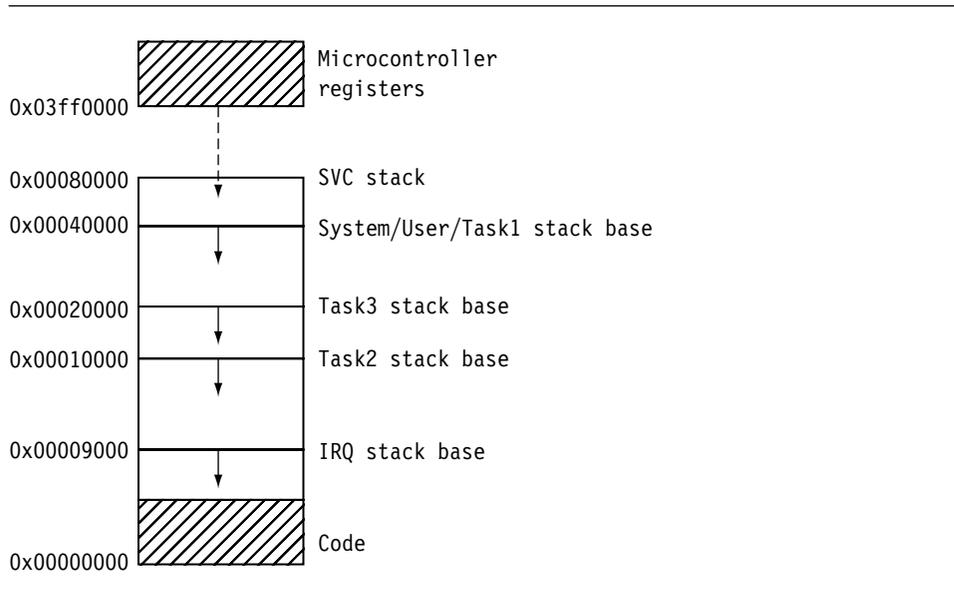 Microcontroller
registers
0x03ff0000
0x00080000 SVC stack
0x00040000 System/User/Task1 stack base
0x00020000 Task3 stack base
0x00010000 Task2 stack base
0x00009000 IRQ stack base
Code
0x00000000